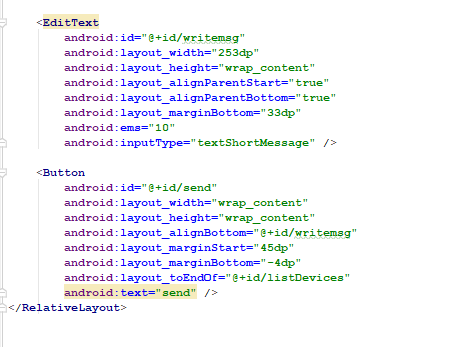 <EditText
android:id="@+id/writemsg"
android:layout_width="253dp"
android:layout_height="wrap_content"
android:layout_alignParentStart="true"
android:layout_alignParentBottom="true"
android:layout_marginBottom="33dp"
android:ems="10"
android:inputType="textShortMessage" />
<Button
android:id="@+id/send"
android:layout_width="wrap_content"
android:layout_height="wrap_content"
android:layout_alignBottom="@+id/writemsg"
android:layout_marginStart="45dp"
android:layout_marginBottom="-4dp"
android:layout_toEndOf="@+id/listDevices"
android:text="send" />
</RelativeLayout>